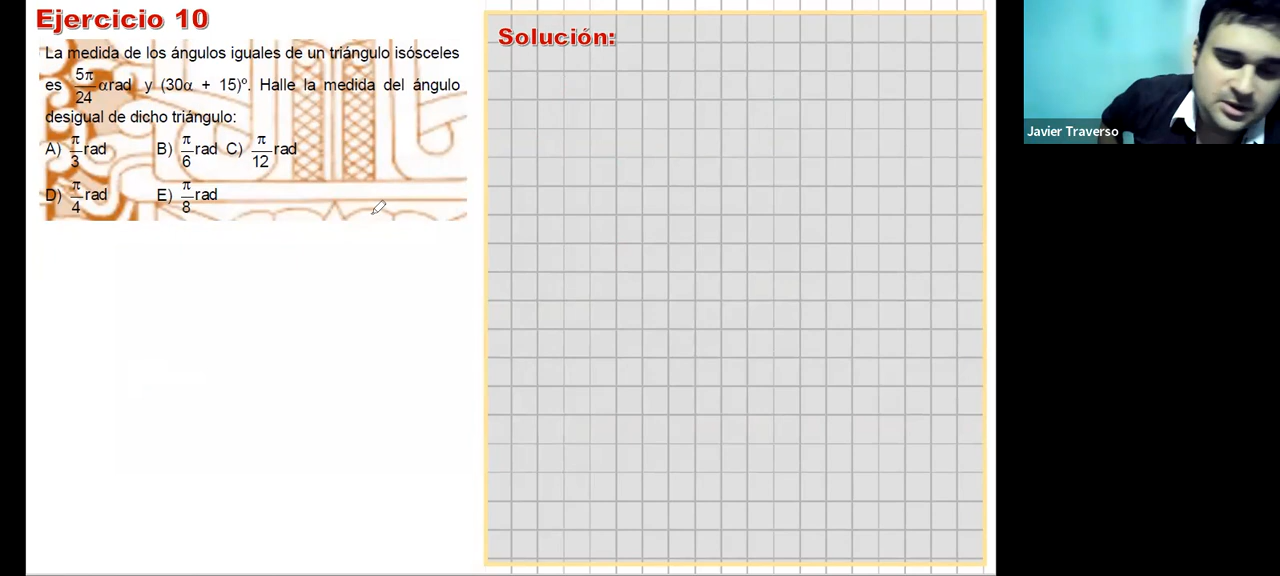 Ejercicio 10
La medida de los ángulos iguales de un triángulo isósceles
es 5π/24 αrad y (30α + 15)º. Halle la medida del ángulo
desigual de dicho triángulo:
A) π/3 rad B) π/6 rad C) π/12 rad
D) π/4 rad E) π/8 rad
Solución:
Javier Traverso